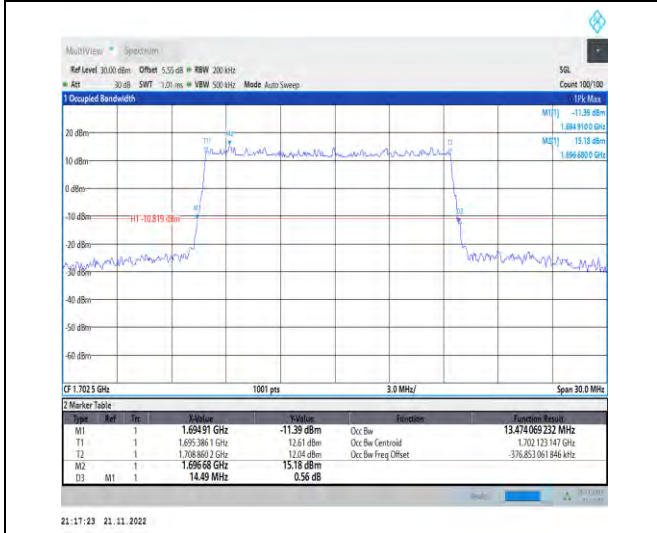 MultiView Spectrum
Ref Level 30.00 dBm Offset 5.55 dB RBW 200 kHz SGL
Att 30 dB SWT 1.01 ms VBW 500 kHz Mode Auto Sweep Count 100/100
1 Occupied Bandwidth 1Pk Max
M1[1] -11.39 dBm
1.694 910 0 GHz
M2[1] 15.18 dBm
1.696 680 0 GHz
20 dBm
T1 M2
10 dBm
0 dBm
M1 D3
-10 dBm
H1 -10.819 dBm
-20 dBm
-30 dBm
-40 dBm
-50 dBm
-60 dBm
CF 1.702 5 GHz 1001 pts 3.0 MHz/ Span 30.0 MHz
2 Marker Table
Type Ref Trc X-Value Y-Value Function Function Result
M1 1 1.694 91 GHz -11.39 dBm Occ Bw 13.474 069 232 MHz
T1 1 1.695 386 1 GHz 12.61 dBm Occ Bw Centroid 1.702 123 147 GHz
T2 1 1.708 860 2 GHz 12.04 dBm Occ Bw Freq Offset -376.853 061 846 kHz
M2 1 1.696 68 GHz 15.18 dBm
D3 M1 1 14.49 MHz 0.56 dB
21:17:23 21.11.2022